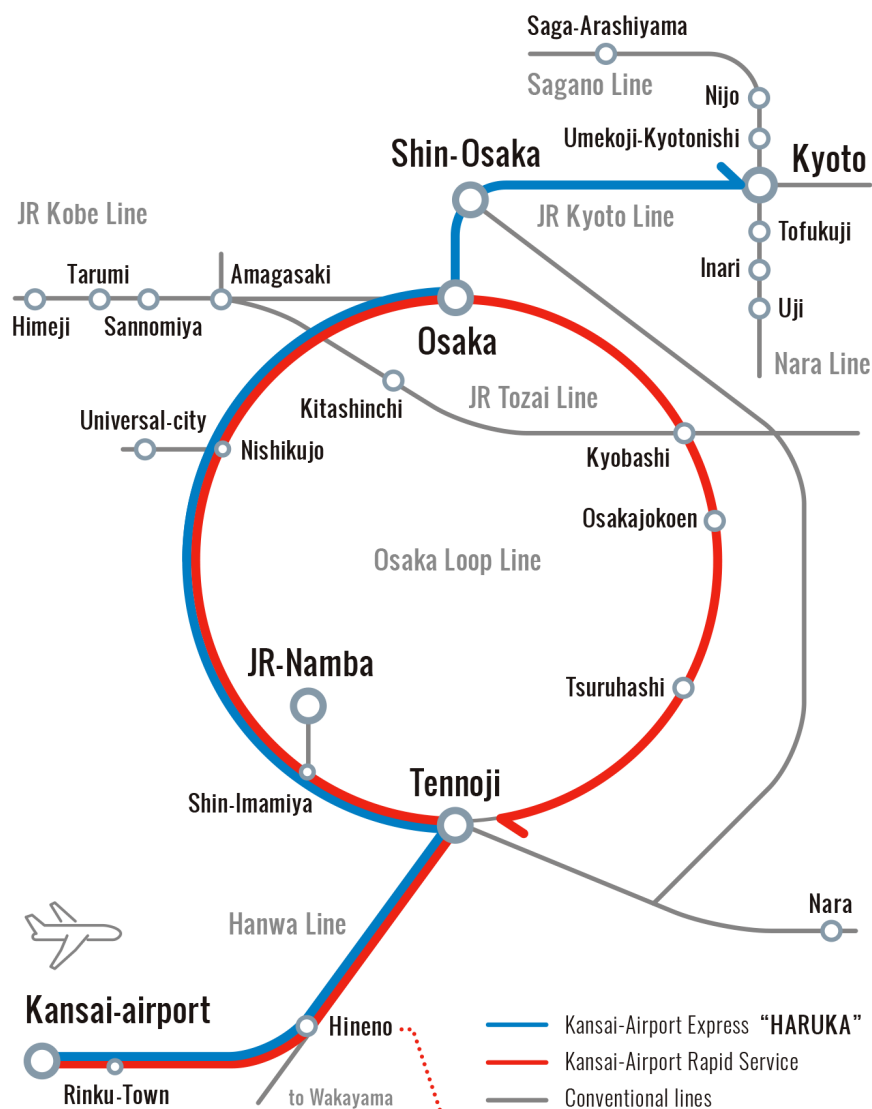 Saga-Arashiyama
Sagano Line
Nijo
Umekoji-Kyotonishi
Shin-Osaka
Kyoto
JR Kobe Line
JR Kyoto Line
Tofukuji
Inari
Tarumi
Amagasaki
Uji
Himeji
Sannomiya
Osaka
Nara Line
Kitashinchi
JR Tozai Line
Universal-city
Nishikujo
Kyobashi
Osakajokoen
Osaka Loop Line
JR-Namba
Tsuruhashi
Tennoji
Shin-Imamiya
Nara
Hanwa Line
Kansai-airport
Hineno
Kansai-Airport Express “HARUKA”
Kansai-Airport Rapid Service
Rinku-Town
to Wakayama
Conventional lines